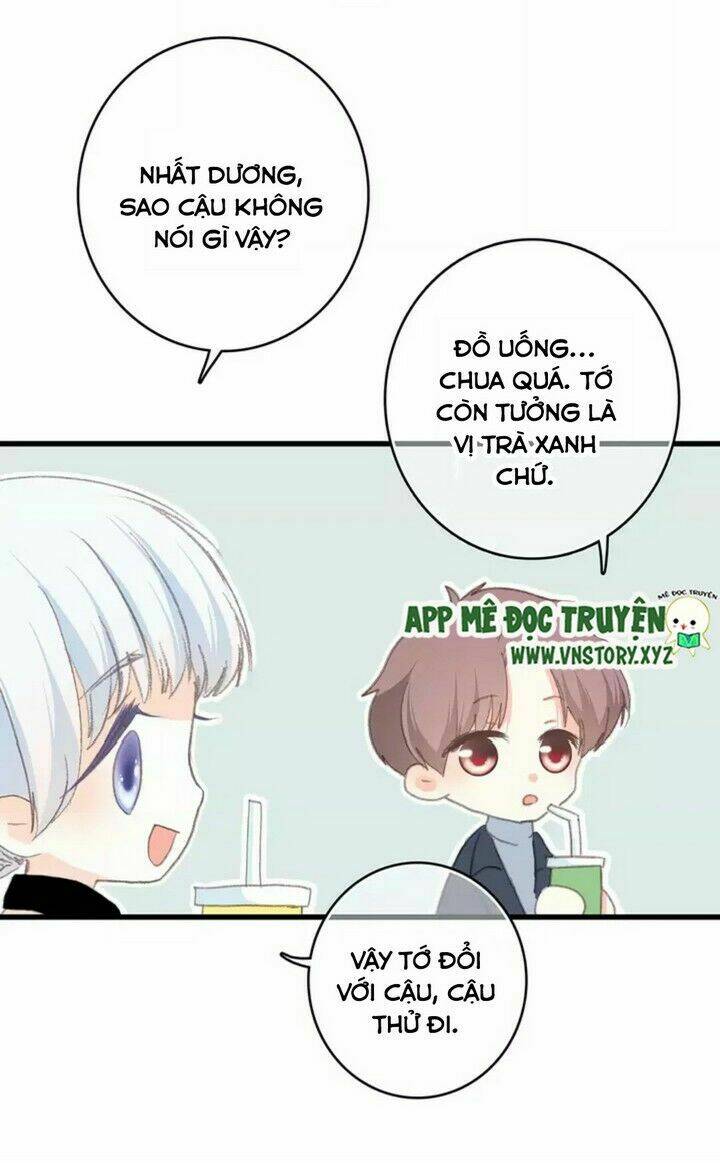 NHẤT DƯƠNG,
SAO CẬU KHÔNG
NÓI GÌ VẬY?
ĐỒ UỐNG...
CHUA QUÁ. TỚ
CÒN TƯỞNG LÀ
VỊ TRÀ XANH
CHỨ.
MÊ ĐỌC TRUYỆN
APP MÊ ĐỌC TRUYỆN
WWW.VNSTORY.XYZ
VẬY TỚ ĐỔI
VỚI CẬU, CẬU
THỬ ĐI.